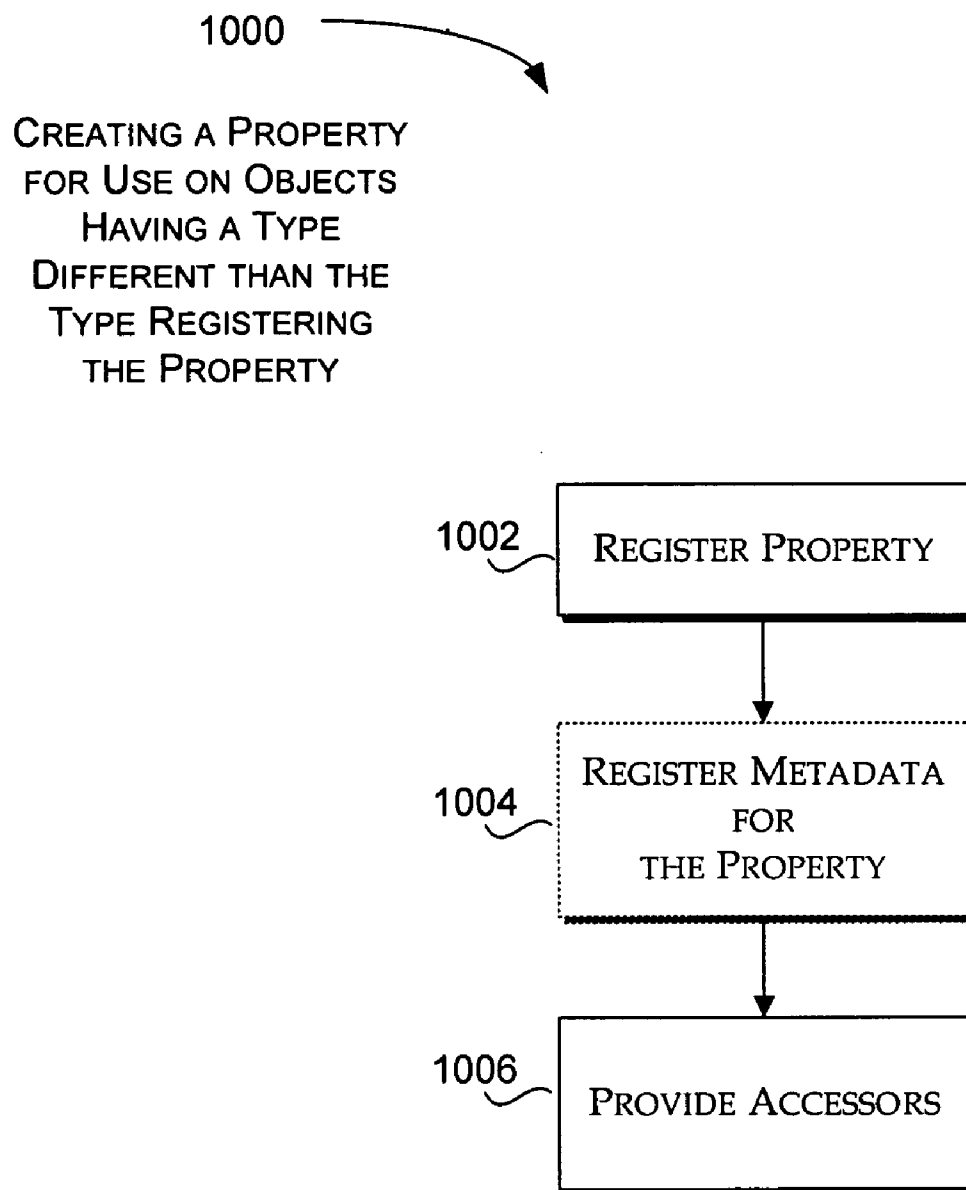 1000
CREATING A PROPERTY
FOR USE ON OBJECTS
HAVING A TYPE
DIFFERENT THAN THE
TYPE REGISTERING
THE PROPERTY
1002
REGISTER PROPERTY
1004
REGISTER METADATA
FOR
THE PROPERTY
1006
PROVIDE ACCESSORS